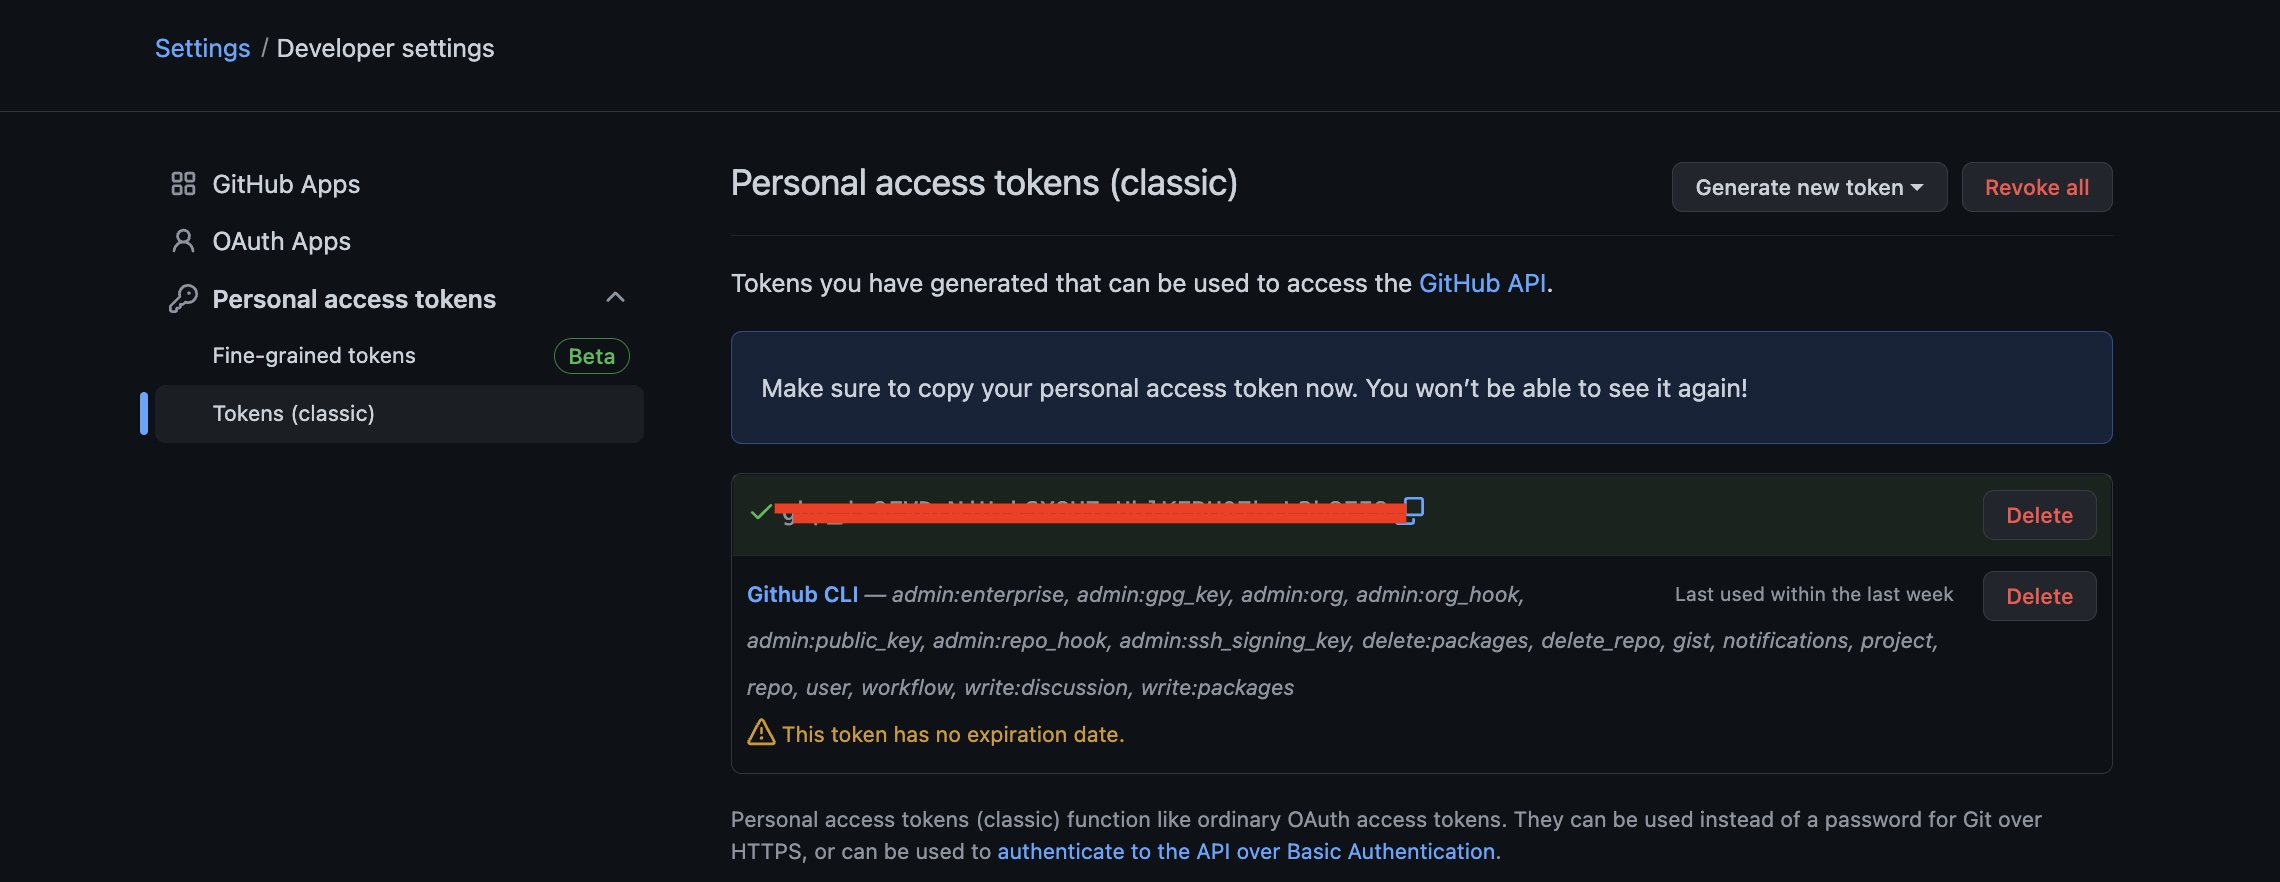 Settings / Developer settings
GitHub Apps
OAuth Apps
Personal access tokens
Fine-grained tokens Beta
Tokens (classic)
Personal access tokens (classic)
Generate new token
Revoke all
Tokens you have generated that can be used to access the GitHub API.
Make sure to copy your personal access token now. You won’t be able to see it again!
Delete
Github CLI — admin:enterprise, admin:gpg_key, admin:org, admin:org_hook,
admin:public_key, admin:repo_hook, admin:ssh_signing_key, delete:packages, delete_repo, gist, notifications, project,
repo, user, workflow, write:discussion, write:packages
Last used within the last week
Delete
This token has no expiration date.
Personal access tokens (classic) function like ordinary OAuth access tokens. They can be used instead of a password for Git over
HTTPS, or can be used to authenticate to the API over Basic Authentication.